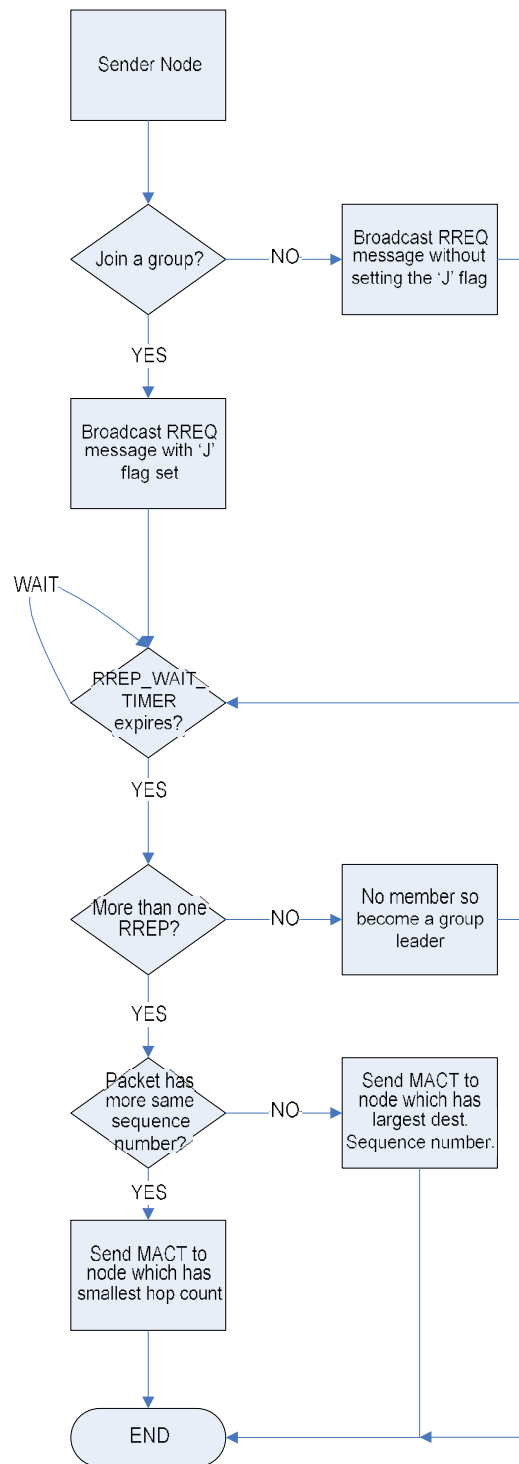 Sender Node
Join a group?
NO
Broadcast RREQ
message without
setting the 'J' flag
YES
Broadcast RREQ
message with 'J'
flag set
WAIT
RREP_WAIT_
TIMER
expires?
YES
More than one
RREP?
NO
No member so
become a group
leader
YES
Packet has
more same
sequence
number?
NO
Send MACT to
node which has
largest dest.
Sequence number.
YES
Send MACT to
node which has
smallest hop count
END